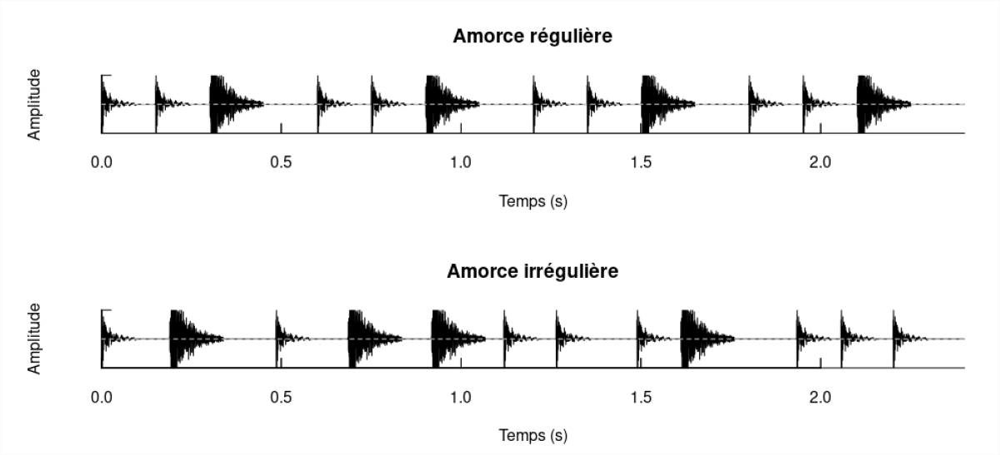 Amorce régulière
Amplitude
0.0 0.5 1.0 1.5 2.0
Temps (s)
Amorce irrégulière
Amplitude
0.0 0.5 1.0 1.5 2.0
Temps (s)